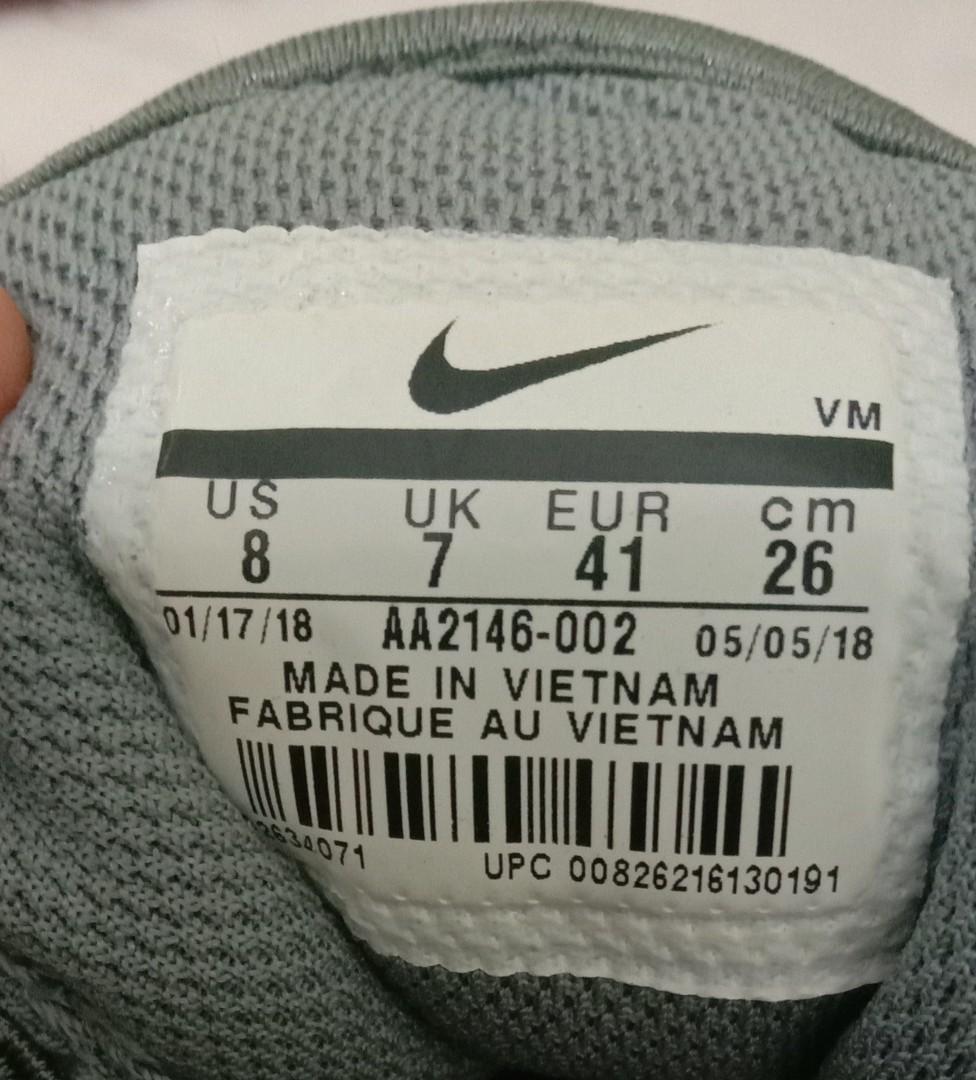 VM
US UK EUR cm
8 7 41 26
01/17/18 AA2146-002 05/05/18
MADE IN VIETNAM
FABRIQUE AU VIETNAM
UPC 00826216130191